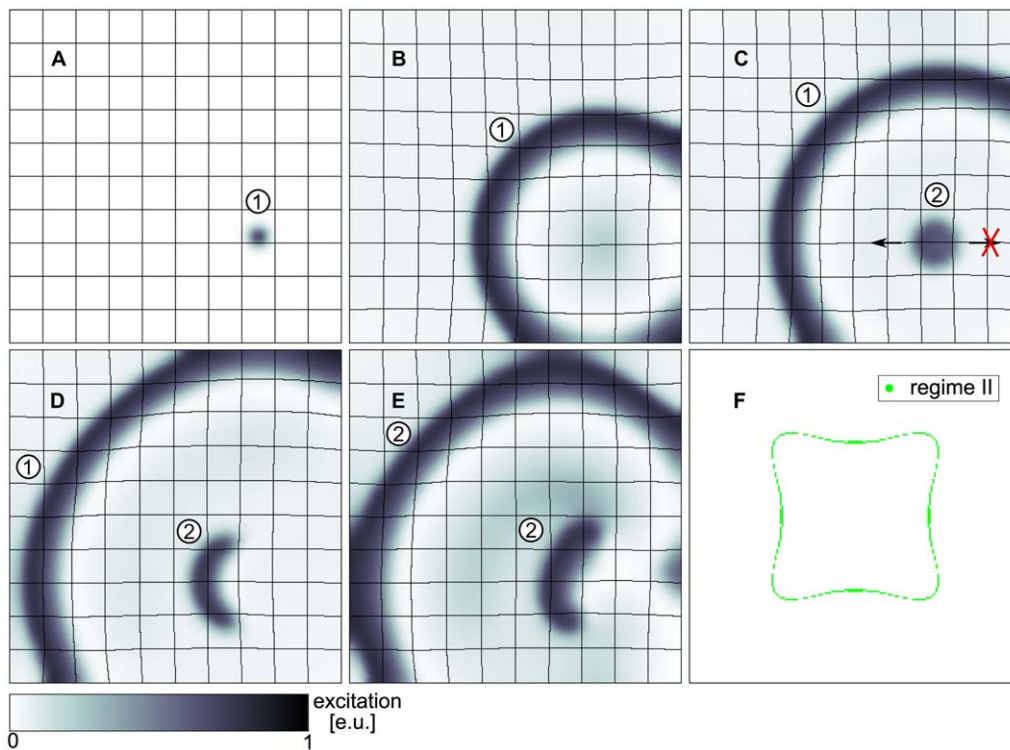 A
①
B
①
C
①
②
D
①
②
E
②
②
F
regime II
excitation
[e.u.]
0
1